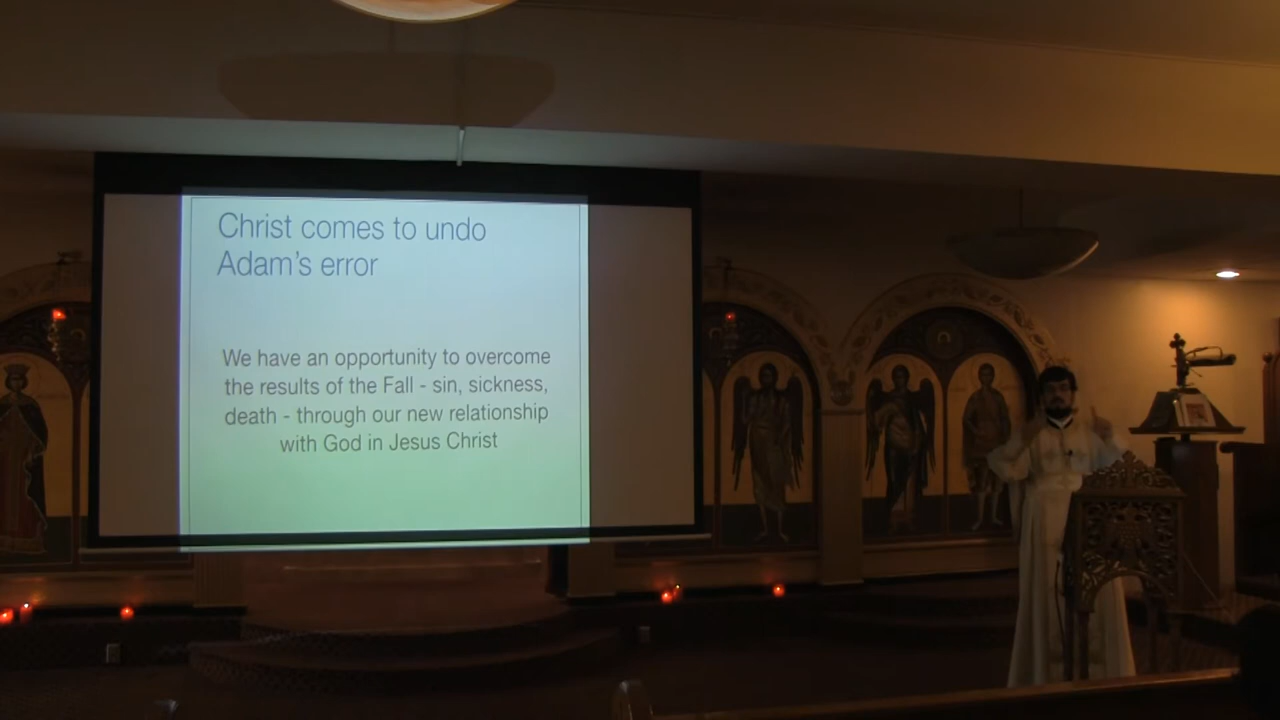 Christ comes to undo
Adam's error
We have an opportunity to overcome
the results of the Fall - sin, sickness,
death - through our new relationship
with God in Jesus Christ